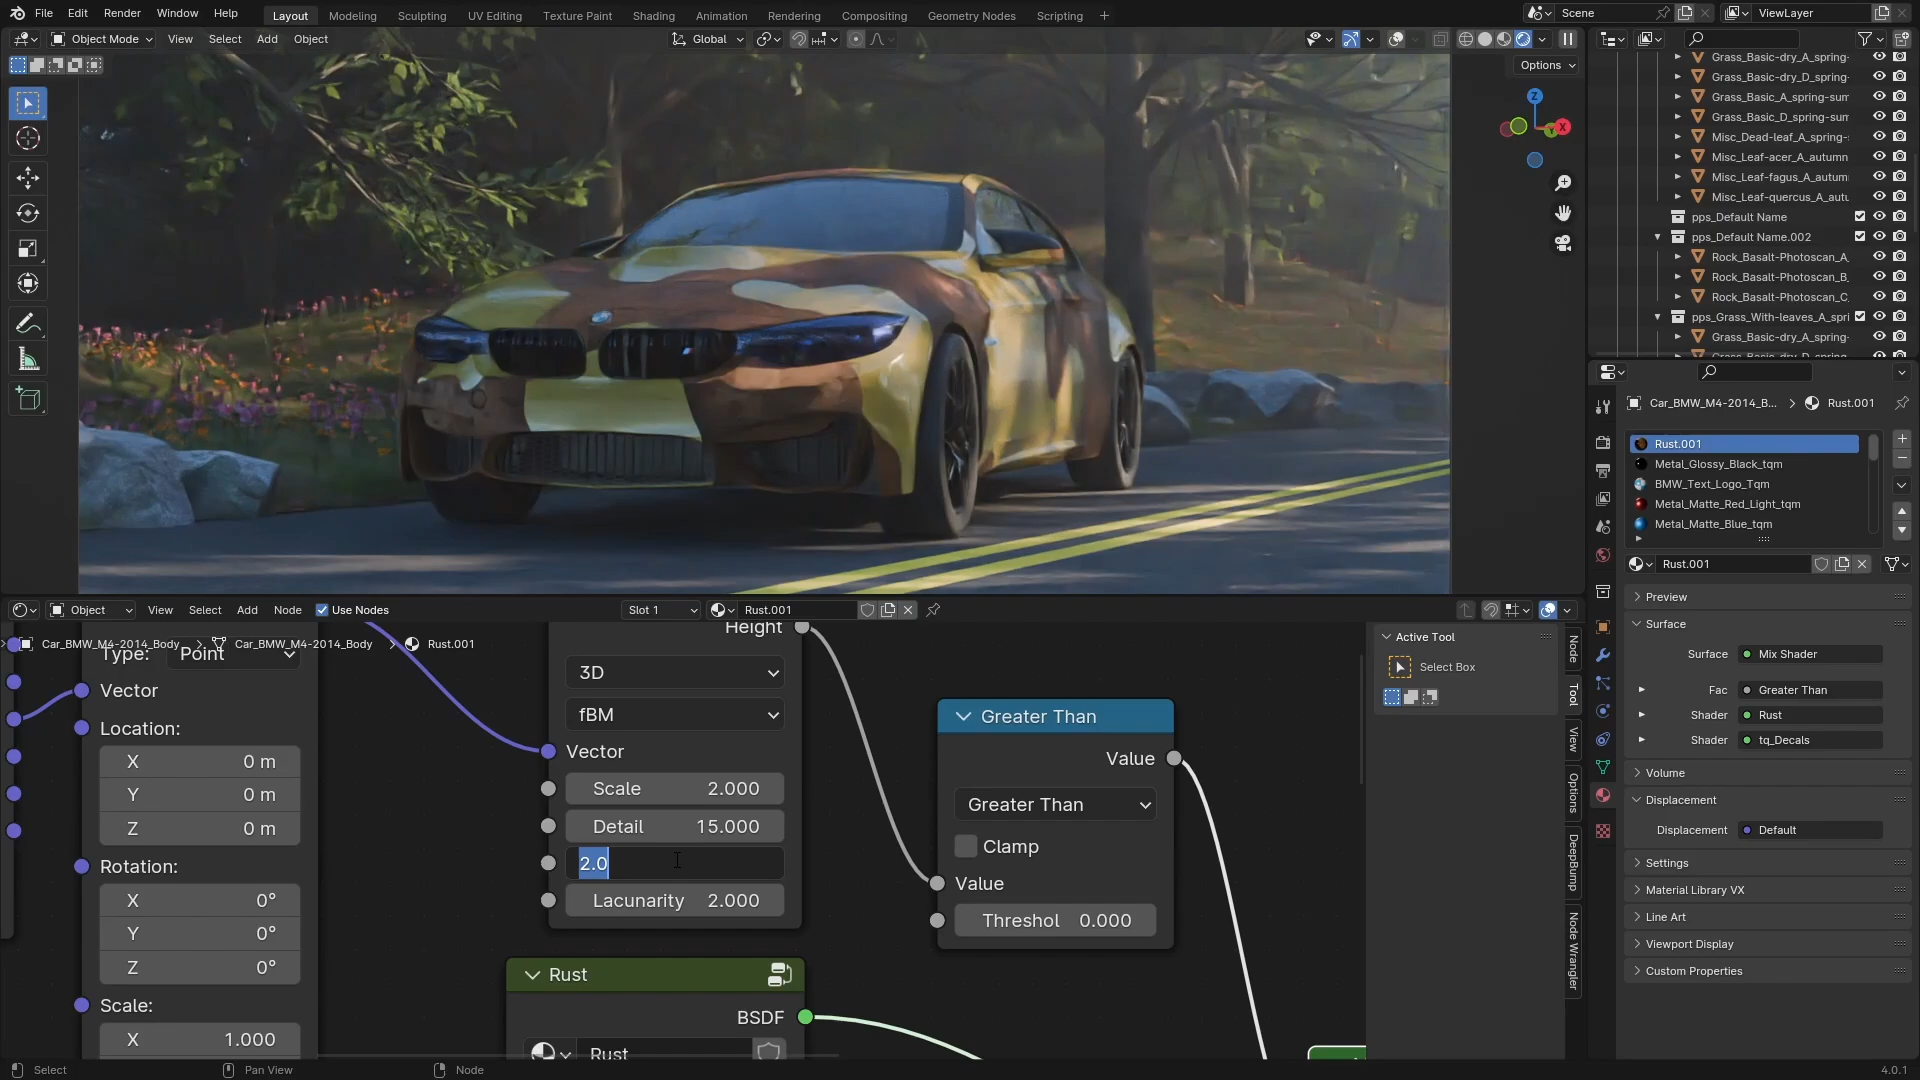 File Edit Render Window Help Layout Modeling Sculpting UV Editing Texture Paint Shading Animation Rendering Compositing Geometry Nodes Scripting + Scene ViewLayer
Object Mode View Select Add Object Global
Options
Z
X
Y
Grass_Basic-dry_A_spring-
Grass_Basic-dry_D_spring-
Grass_Basic_A_spring-sum
Grass_Basic_D_spring-sum
Misc_Dead-leaf_A_spring-
Misc_Leaf-acer_A_autumn
Misc_Leaf-fagus_A_autum
Misc_Leaf-quercus_A_autu
pps_Default Name
pps_Default Name.002
Rock_Basalt-Photoscan_A_
Rock_Basalt-Photoscan_B_
Rock_Basalt-Photoscan_C_
pps_Grass_With-leaves_A_spri
Grass_Basic-dry_A_spring-
Grass_Basic-dry_D_spring-
Car_BMW_M4-2014_B... > Rust.001
Rust.001
Metal_Glossy_Black_tqm
BMW_Text_Logo_Tqm
Metal_Matte_Red_Light_tqm
Metal_Matte_Blue_tqm
Rust.001
Preview
Surface
Surface Mix Shader
Fac Greater Than
Shader Rust
Shader tq_Decals
Volume
Displacement
Displacement Default
Settings
Material Library VX
Line Art
Viewport Display
Custom Properties
Object View Select Add Node Use Nodes Slot 1 Rust.001
Car_BMW_M4-2014_Body > Car_BMW_M4-2014_Body > Rust.001
Type: Point
Vector
Location:
X 0 m
Y 0 m
Z 0 m
Rotation:
X 0°
Y 0°
Z 0°
Scale:
X 1.000
Height
3D
fBM
Vector
Scale 2.000
Detail 15.000
2.0
Lacunarity 2.000
Greater Than
Value
Greater Than
Clamp
Value
Threshol 0.000
Rust
BSDF
Rust
Active Tool
Select Box
Node
Tool
View
Options
DeepBump
Node Wrangler
Select Pan View Node 4.0.1